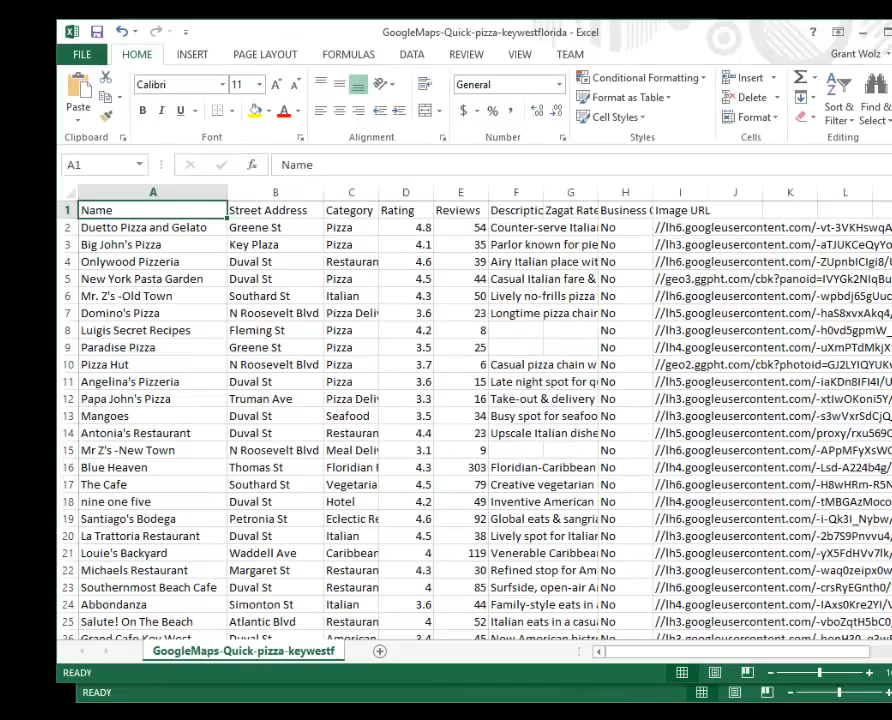 GoogleMaps-Quick-pizza-keywestflorida - Excel
FILE HOME INSERT PAGE LAYOUT FORMULAS DATA REVIEW VIEW TEAM Grant Wolz
Calibri 11 General Conditional Formatting Insert
Paste Format as Table Delete Sort & Find &
B I U A $ % , Cell Styles Format Filter Select
Clipboard Font Alignment Number Styles Cells Editing
A1 fx Name
A B C D E F G H I J K L
1 Name Street Address Category Rating Reviews Descriptic Zagat Rate Business Image URL
2 Duetto Pizza and Gelato Greene St Pizza 4.8 54 Counter-serve Italia No //lh6.googleusercontent.com/-vt-3VKHswqA
3 Big John's Pizza Key Plaza Pizza 4.1 35 Parlor known for pie No //lh3.googleusercontent.com/-aTJUKCeQyYo
4 Onlywood Pizzeria Duval St Restauran 4.6 39 Airy Italian place wit No //lh6.googleusercontent.com/-ZUpnbICIgi8/
5 New York Pasta Garden Duval St Pizza 4.5 44 Casual Italian fare & No //geo3.ggpht.com/cbk?panoid=IVYGk2NIqBu
6 Mr. Z's -Old Town Southard St Italian 4.3 50 Lively no-frills pizza No //lh6.googleusercontent.com/-wpbdj65gUuc
7 Domino's Pizza N Roosevelt Blvd Pizza Deli 3.6 23 Longtime pizza chain No //lh5.googleusercontent.com/-haS8xvxAkq4/
8 Luigis Secret Recipes Fleming St Pizza 4.2 8 No //lh3.googleusercontent.com/-h0vd5gpmW
9 Paradise Pizza Greene St Pizza 3.5 25 No //lh4.googleusercontent.com/-uXmPTdMkjX
10 Pizza Hut N Roosevelt Blvd Pizza 3.7 6 Casual pizza chain w No //geo2.ggpht.com/cbk?photoid=GJ2LYIQYUK
11 Angelina's Pizzeria Duval St Pizza 3.6 15 Late night spot for q No //lh5.googleusercontent.com/-iaKDn8IFI4I/
12 Papa John's Pizza Truman Ave Pizza Deli 3.3 16 Take-out & delivery No //lh3.googleusercontent.com/-xtIwOKoni5Y/
13 Mangoes Duval St Seafood 3.5 34 Busy spot for seafoo No //lh3.googleusercontent.com/-s3wVxrSdCj
14 Antonia's Restaurant Duval St Restauran 4.4 23 Upscale Italian dishe No //lh5.googleusercontent.com/proxy/rxu569
15 Mr Z's -New Town N Roosevelt Blvd Meal Deli 3.1 9 No //lh6.googleusercontent.com/-ApPMFyXsW
16 Blue Heaven Thomas St Floridian 4.3 303 Floridian-Caribbean No //lh4.googleusercontent.com/-Lsd-A224b4g/
17 The Cafe Southard St Vegetaria 4.5 79 Creative vegetarian No //lh6.googleusercontent.com/-H8wHRm-R5N
18 nine one five Duval St Hotel 4.2 49 Inventive American No //lh4.googleusercontent.com/-tMBGAzMoco
19 Santiago's Bodega Petronia St Eclectic Re 4.6 92 Global eats & sangria No //lh6.googleusercontent.com/-i-Qk3I_Nybw/
20 La Trattoria Restaurant Duval St Italian 4.5 38 Lively spot for Italian No //lh3.googleusercontent.com/-2b7S9Pnvvu4/
21 Louie's Backyard Waddell Ave Caribbean 4 119 Venerable Caribbea No //lh5.googleusercontent.com/-yX5FdHVv7lk/
22 Michaels Restaurant Margaret St Restauran 4.3 30 Refined stop for Am No //lh3.googleusercontent.com/-waq0zeipx0w
23 Southernmost Beach Cafe Duval St Restauran 4 85 Surfside, open-air A No //lh6.googleusercontent.com/-crsRyEGnth0/
24 Abbondanza Simonton St Italian 3.6 44 Family-style eats in No //lh4.googleusercontent.com/-IAxs0Kre2YI/
25 Salute! On The Beach Atlantic Blvd Restauran 4 52 Italian eats in a casu No //lh6.googleusercontent.com/-vboZqtH5bC0/
26 Grand Cafe Key West Duval St American 3.4 45 New American bistr No
GoogleMaps-Quick-pizza-keywestf
READY
READY